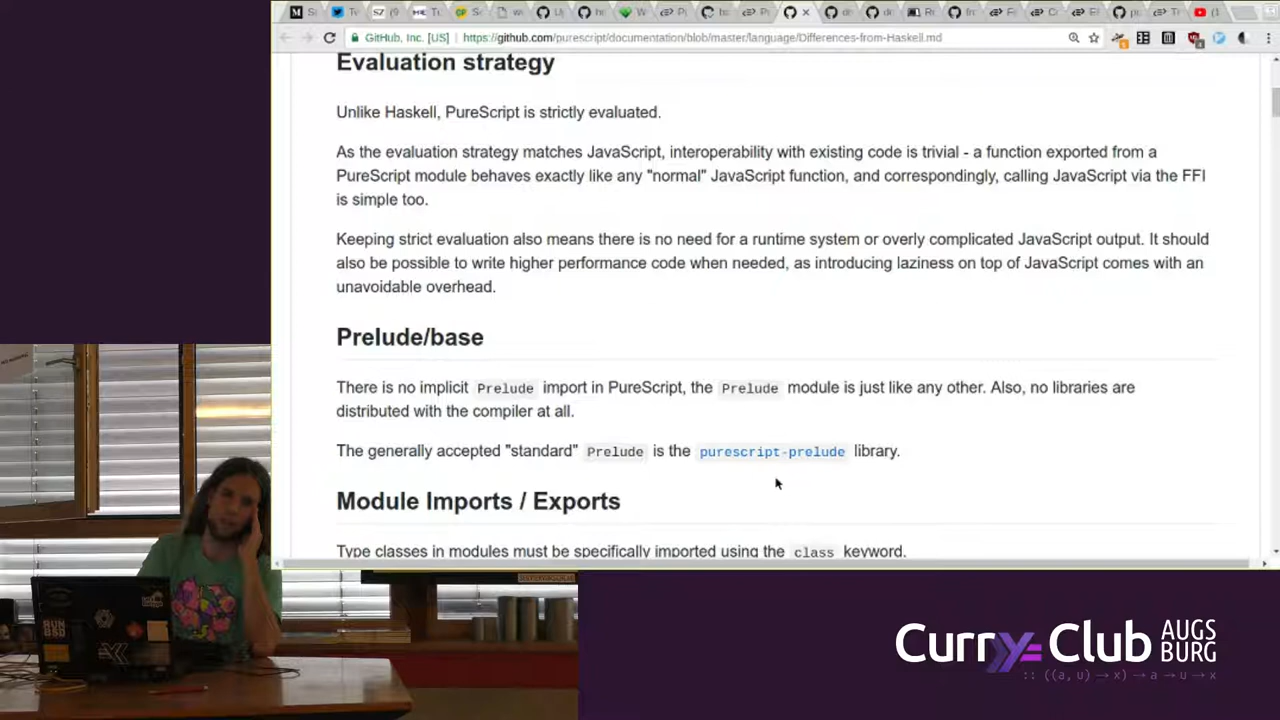 GitHub, Inc. [US]
https://github.com/purescript/documentation/blob/master/language/Differences-from-Haskell.md
Evaluation strategy
Unlike Haskell, PureScript is strictly evaluated.
As the evaluation strategy matches JavaScript, interoperability with existing code is trivial - a function exported from a
PureScript module behaves exactly like any "normal" JavaScript function, and correspondingly, calling JavaScript via the FFI
is simple too.
Keeping strict evaluation also means there is no need for a runtime system or overly complicated JavaScript output. It should
also be possible to write higher performance code when needed, as introducing laziness on top of JavaScript comes with an
unavoidable overhead.
Prelude/base
There is no implicit Prelude import in PureScript, the Prelude module is just like any other. Also, no libraries are
distributed with the compiler at all.
The generally accepted "standard" Prelude is the purescript-prelude library.
Module Imports / Exports
Type classes in modules must be specifically imported using the class keyword.
RUN
BSD
Curry Club AUGS
BURG
:: ((a, u) → x) → a → u → x